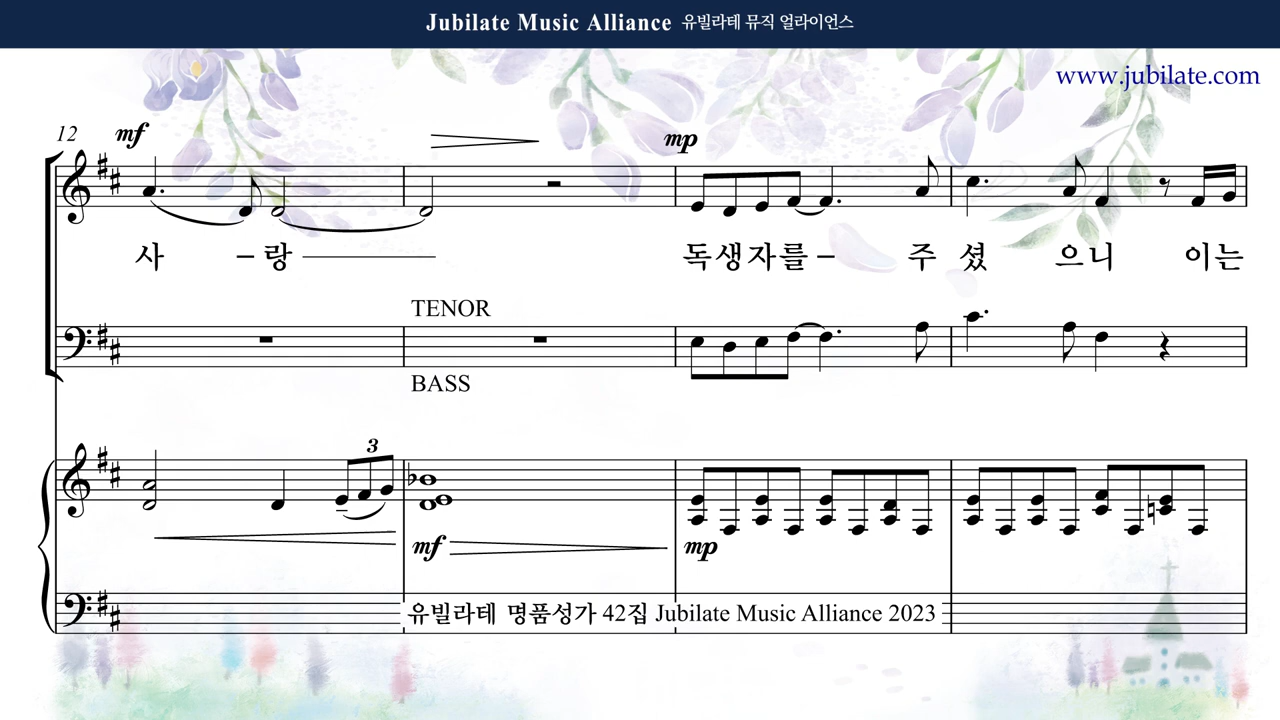 Jubilate Music Alliance 유빌라테 뮤직 얼라이언스
www.jubilate.com
12 mf mp
사 – 랑 독생자를 – 주 셨 으니 이는
TENOR
BASS
3
mf mp
유빌라테 명품성가 42집 Jubilate Music Alliance 2023